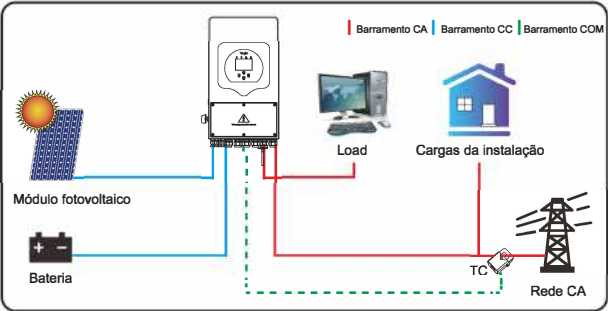 Barramento CA
Barramento CC
Barramento COM
Load
Cargas da instalação
Módulo fotovoltaico
Bateria
TC
Rede CA